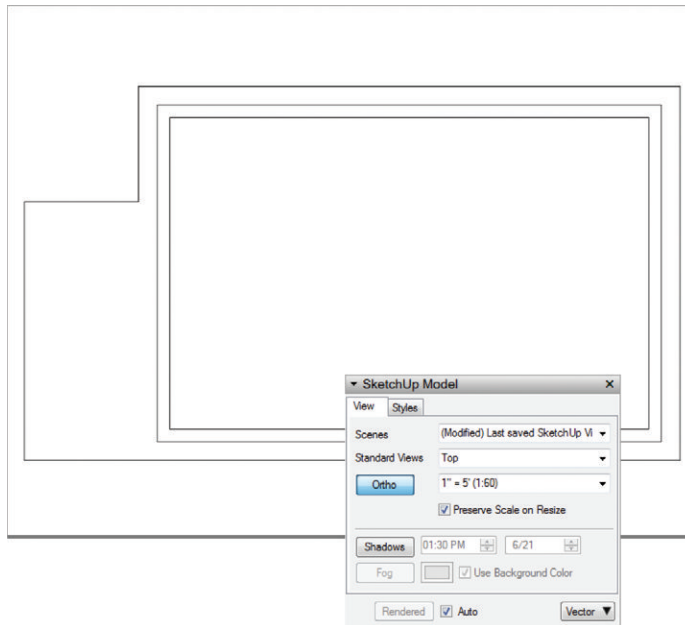 SketchUp Model
View Styles
Scenes (Modified) Last saved SketchUp Vi
Standard Views Top
Ortho 1" = 5' (1:60)
Preserve Scale on Resize
Shadows 01:30 PM 6/21
Fog Use Background Color
Rendered Auto Vector